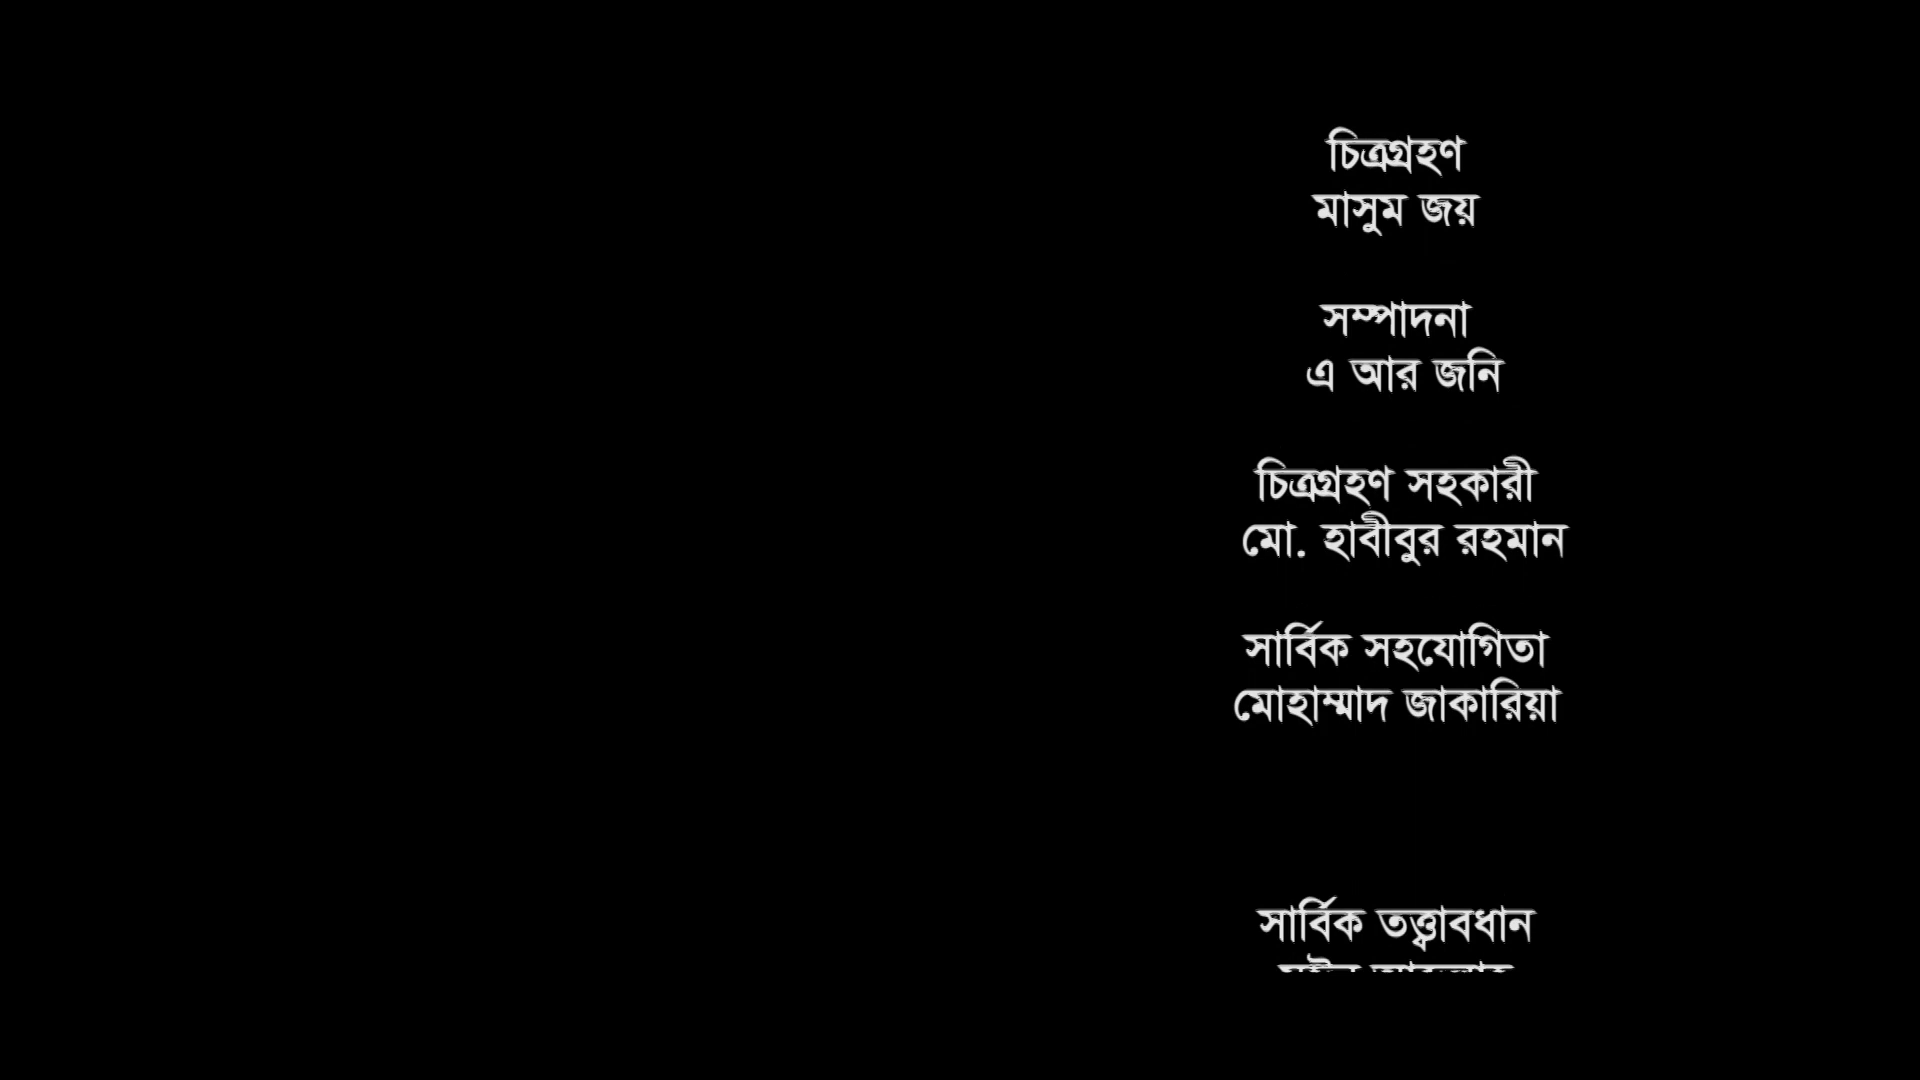 চিত্রগ্রহণ
মাসুম জয়
সম্পাদনা
এ আর জনি
চিত্রগ্রহণ সহকারী
মো. হাবীবুর রহমান
সার্বিক সহযোগিতা
মোহাম্মাদ জাকারিয়া
সার্বিক তত্ত্বাবধান